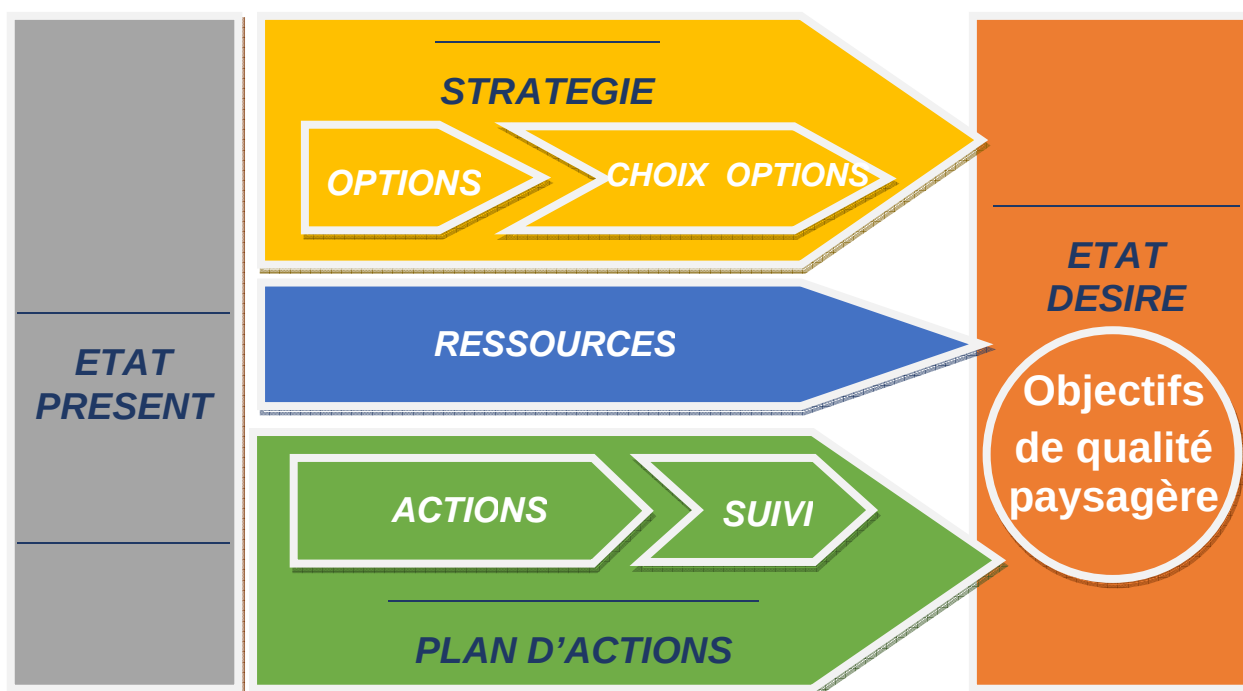 STRATEGIE
OPTIONS
CHOIX OPTIONS
RESSOURCES
ETAT
PRESENT
ACTIONS
SUIVI
PLAN D’ACTIONS
ETAT
DESIRE
Objectifs
de qualité
paysagère